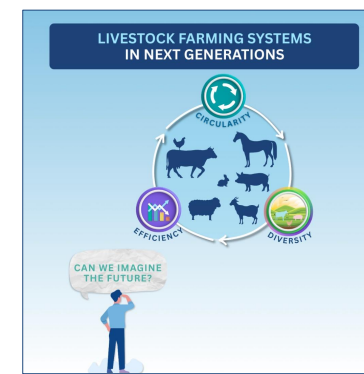 LIVESTOCK FARMING SYSTEMS
IN NEXT GENERATIONS
CIRCULARITY
EFFICIENCY
DIVERSITY
CAN WE IMAGINE
THE FUTURE?